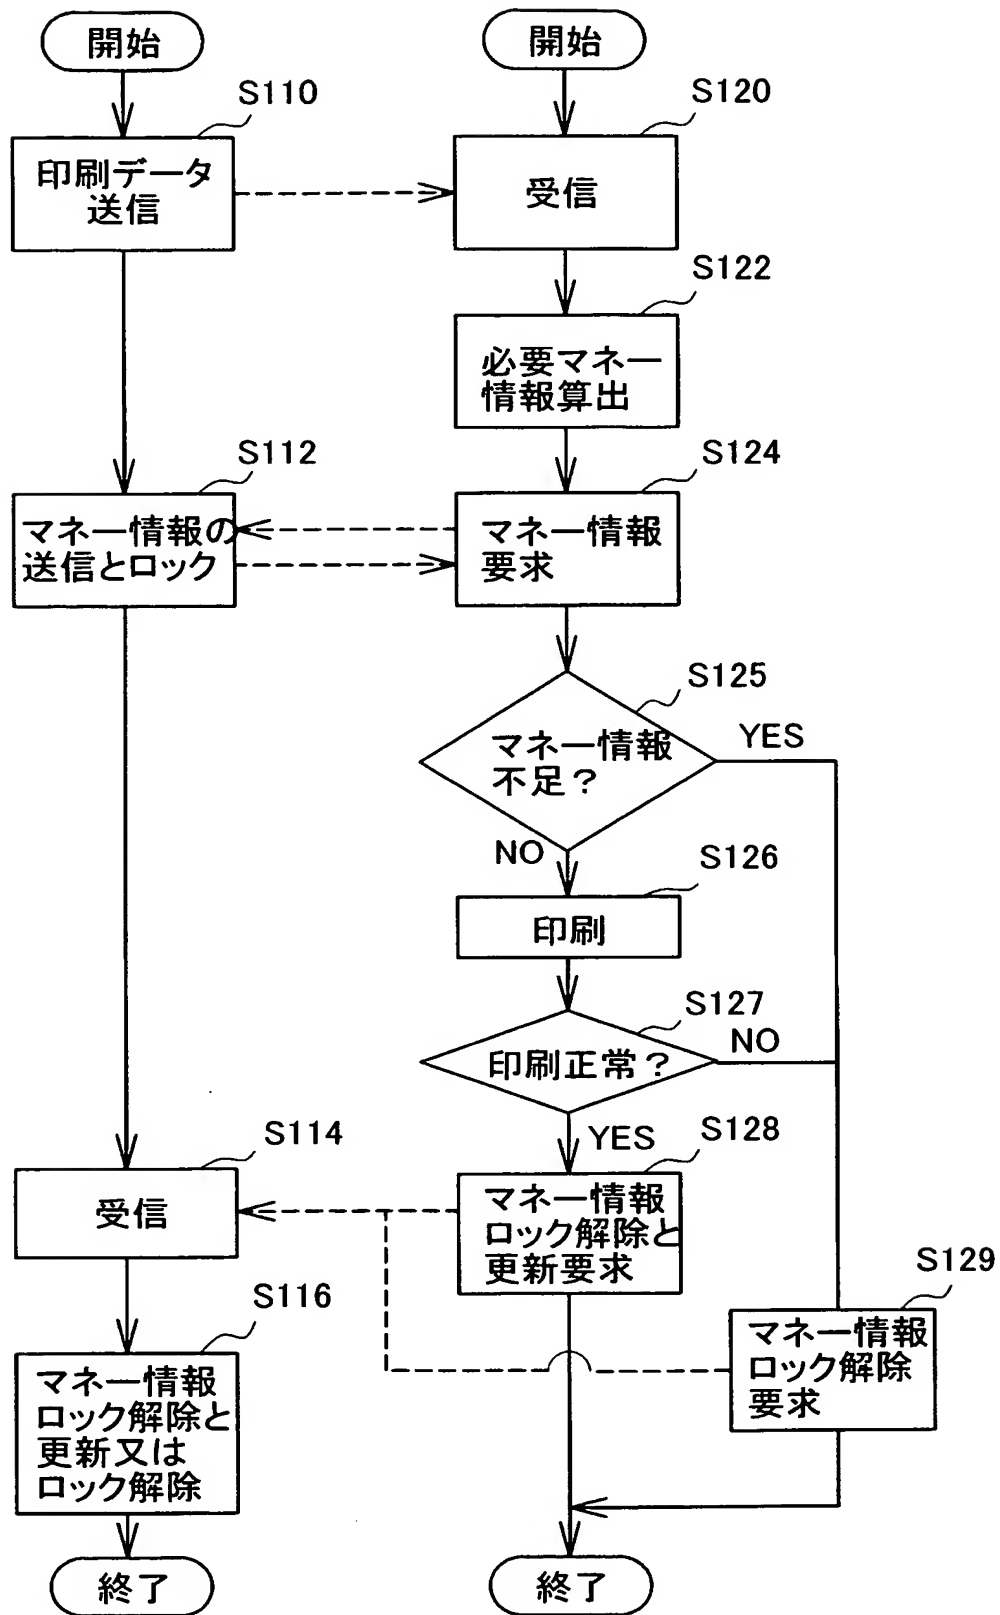 開始
S110
印刷データ
送信
S112
マネー情報の
送信とロック
S114
受信
S116
マネー情報
ロック解除と
更新又は
ロック解除
終了
開始
S120
受信
S122
必要マネー
情報算出
S124
マネー情報
要求
S125
マネー情報
不足？
YES
NO
S126
印刷
S127
印刷正常？
NO
YES
S128
マネー情報
ロック解除と
更新要求
S129
マネー情報
ロック解除
要求
終了